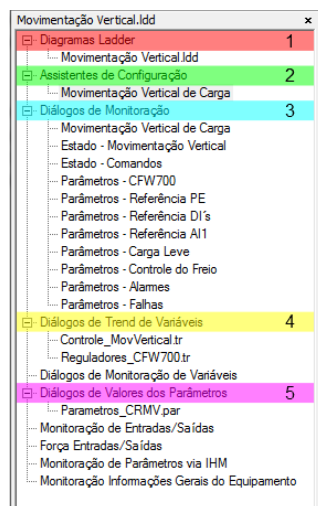 Movimentação Vertical.ldd x
Diagramas Ladder 1
Movimentação Vertical.ldd
Assistentes de Configuração 2
Movimentação Vertical de Carga
Diálogos de Monitoração 3
Movimentação Vertical de Carga
Estado - Movimentação Vertical
Estado - Comandos
Parâmetros - CFW700
Parâmetros - Referência PE
Parâmetros - Referência DI´s
Parâmetros - Referência AI1
Parâmetros - Carga Leve
Parâmetros - Controle do Freio
Parâmetros - Alarmes
Parâmetros - Falhas
Diálogos de Trend de Variáveis 4
Controle_MovVertical.tr
Reguladores_CFW700.tr
Diálogos de Monitoração de Variáveis
Diálogos de Valores dos Parâmetros 5
Parametros_CRMV.par
Monitoração de Entradas/Saídas
Força Entradas/Saídas
Monitoração de Parâmetros via IHM
Monitoração Informações Gerais do Equipamento